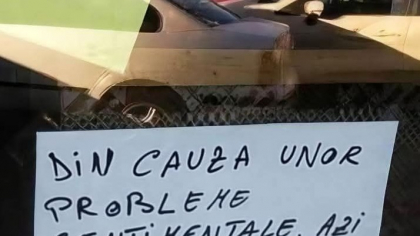 DIN CAUZA UNOR
PROBLEME
SENTIMENTALE, AZI